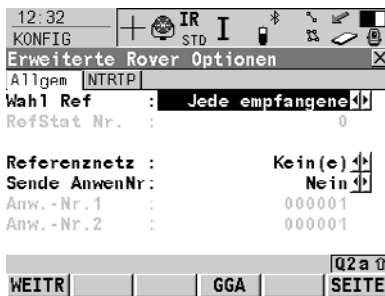 12:32
KONFIG
IR
STD
I
Erweiterte Rover Optionen
X
Allgem NTRIP
Wahl Ref : Jede empfangene
RefStat Nr. : 0
Referenznetz : Kein(e)
Sende AnwenNr: Nein
Anw.-Nr.1 : 000001
Anw.-Nr.2 : 000001
Q2a⇧
WEITR GGA SEITE